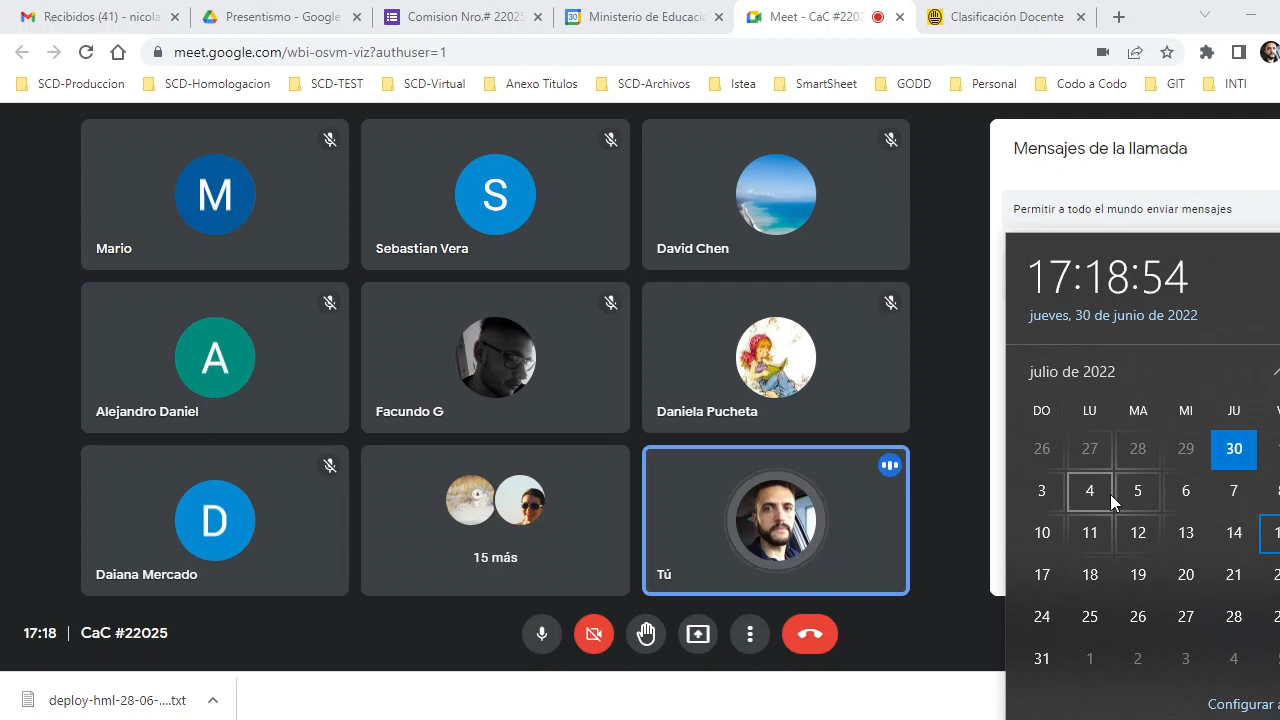 Recibidos (41) - nicola
Presentismo - Google
Comision Nro.# 22025
Ministerio de Educaci
Meet - CaC #2202
Clasificación Docente
meet.google.com/wbi-osvm-viz?authuser=1
SCD-Produccion
SCD-Homologacion
SCD-TEST
SCD-Virtual
Anexo Titulos
SCD-Archivos
Istea
SmartSheet
GODD
Personal
Codo a Codo
GIT
INTI
M
Mario
S
Sebastian Vera
David Chen
A
Alejandro Daniel
Facundo G
Daniela Pucheta
D
Daiana Mercado
15 más
Tú
17:18 | CaC #22025
Mensajes de la llamada
Permitir a todo el mundo enviar mensajes
17:18:54
jueves, 30 de junio de 2022
julio de 2022
DO LU MA MI JU
26 27 28 29 30
3 4 5 6 7
10 11 12 13 14
17 18 19 20 21
24 25 26 27 28
31 1 2 3 4
Configurar
deploy-hml-28-06-....txt